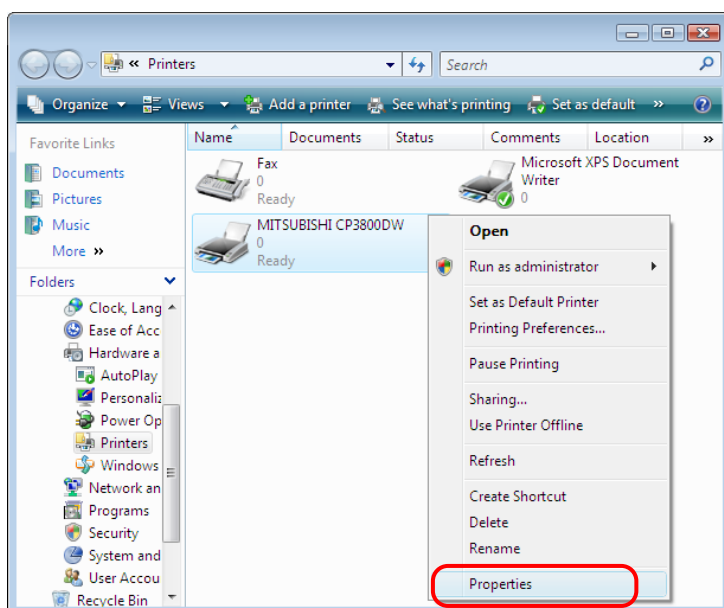 « Printers
Search
Organize Views Add a printer See what's printing Set as default »
Favorite Links
Documents
Pictures
Music
More »
Folders
Clock, Lang
Ease of Acc
Hardware a
AutoPlay
Personaliz
Power Op
Printers
Windows
Network an
Programs
Security
System and
User Accou
Recycle Bin
Name Documents Status Comments Location »
Fax
0
Ready
Microsoft XPS Document
Writer
0
MITSUBISHI CP3800DW
0
Ready
Open
Run as administrator
Set as Default Printer
Printing Preferences...
Pause Printing
Sharing...
Use Printer Offline
Refresh
Create Shortcut
Delete
Rename
Properties